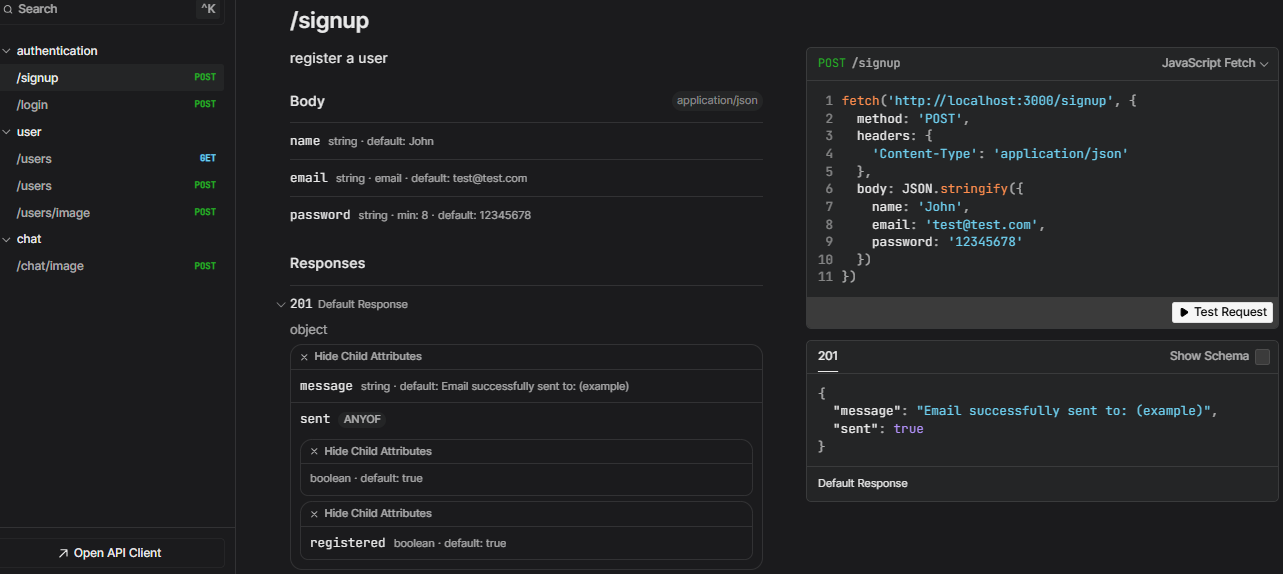 Search
^K
authentication
/signup POST
/login POST
user
/users GET
/users POST
/users/image POST
chat
/chat/image POST
Open API Client
/signup
register a user
Body application/json
name string · default: John
email string · email · default: test@test.com
password string · min: 8 · default: 12345678
Responses
201 Default Response
object
Hide Child Attributes
message string · default: Email successfully sent to: (example)
sent ANYOF
Hide Child Attributes
boolean · default: true
Hide Child Attributes
registered boolean · default: true
POST /signup JavaScript Fetch
1 fetch('http://localhost:3000/signup', {
2 method: 'POST',
3 headers: {
4 'Content-Type': 'application/json'
5 },
6 body: JSON.stringify({
7 name: 'John',
8 email: 'test@test.com',
9 password: '12345678'
10 })
11 })
Test Request
201 Show Schema
{
"message": "Email successfully sent to: (example)",
"sent": true
}
Default Response